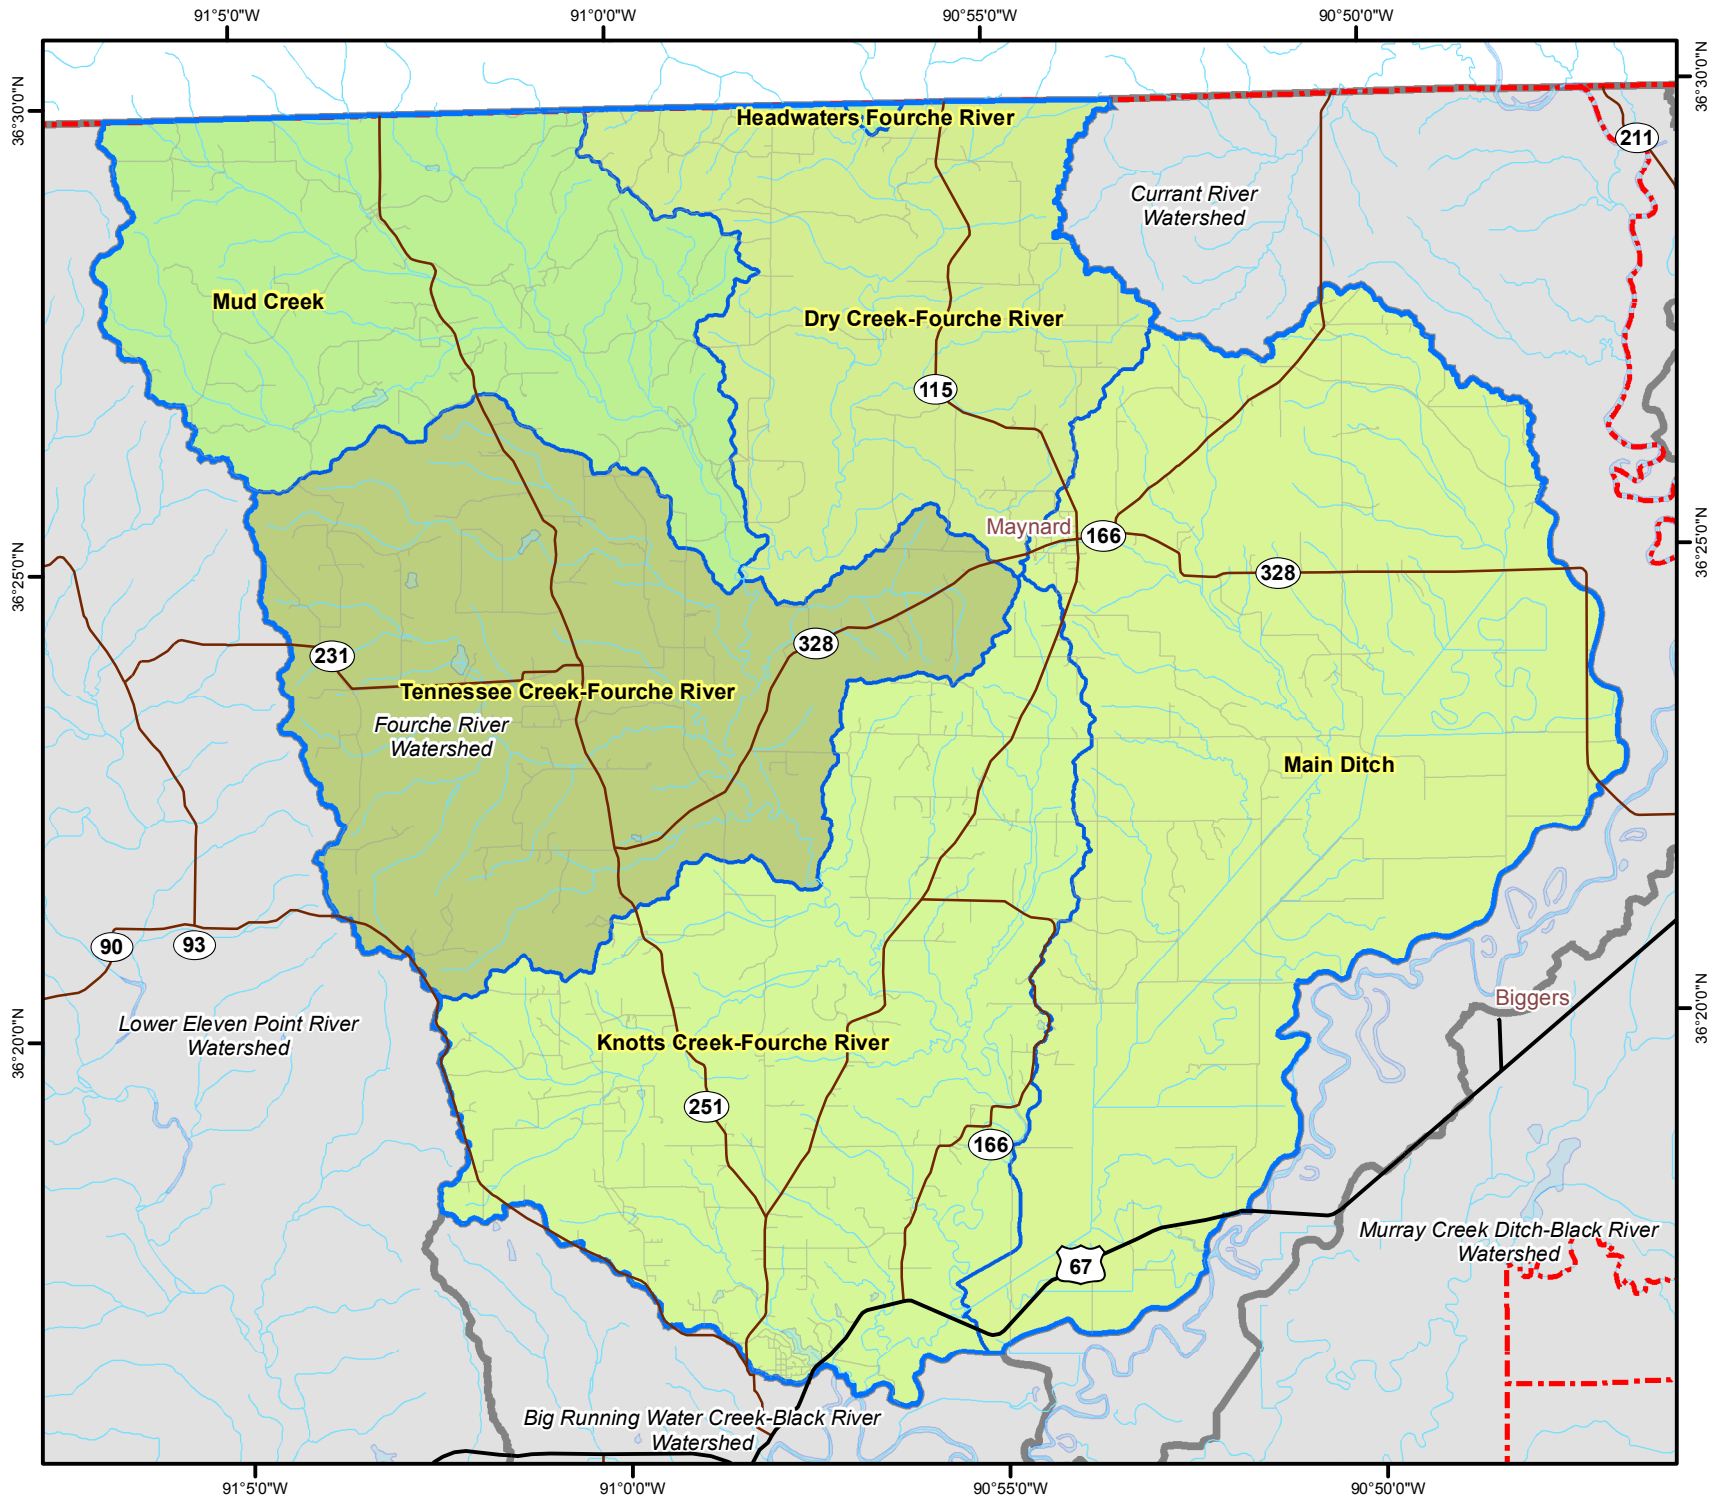 91°5'0"W
91°0'0"W
90°55'0"W
90°50'0"W
36°30'0"N
36°30'0"N
Headwaters Fourche River
211
Currant River
Watershed
Mud Creek
Dry Creek-Fourche River
115
Maynard
166
36°25'0"N
36°25'0"N
328
231
328
Tennessee Creek-Fourche River
Fourche River
Watershed
Main Ditch
90
93
Biggers
36°20'0"N
36°20'0"N
Lower Eleven Point River
Watershed
Knotts Creek-Fourche River
251
166
Murray Creek Ditch-Black River
Watershed
67
Big Running Water Creek-Black River
Watershed
91°5'0"W
91°0'0"W
90°55'0"W
90°50'0"W